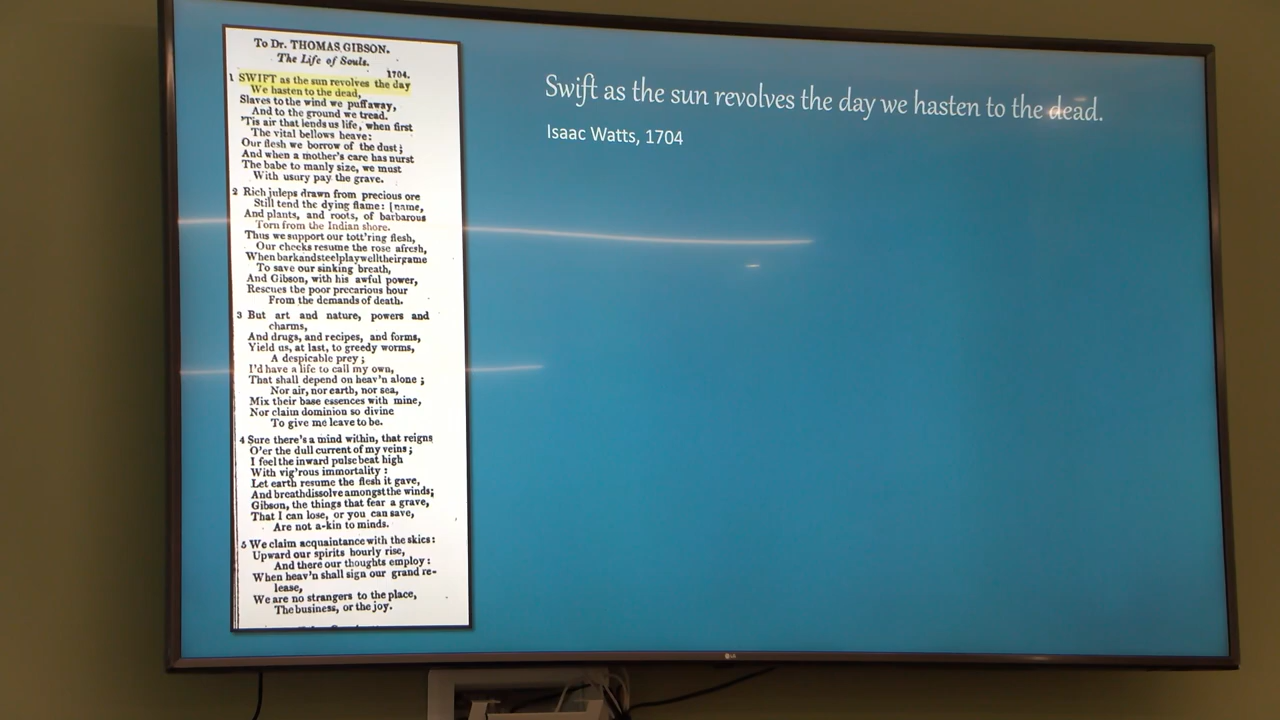 To Dr. THOMAS GIBSON.
The Life of Souls.
1704.
1 SWIFT as the sun revolves the day
We hasten to the dead,
Slaves to the wind we puff away,
And to the ground we tread.
'Tis air that lends us life, when first
The vital bellows heave:
Our flesh we borrow of the dust;
And when a mother's care has nurst
The babe to manly size, we must
With usury pay the grave.
2 Rich juleps drawn from precious ore
Still tend the dying flame: [name,
And plants, and roots, of barbarous
Torn from the Indian shore.
Thus we support our tott'ring flesh,
Our cheeks resume the rose afresh,
When bark and steel play well their game
To save our sinking breath,
And Gibson, with his awful power,
Rescues the poor precarious hour
From the demands of death.
3 But art and nature, powers and
charms,
And drugs, and recipes, and forms,
Yield us, at last, to greedy worms,
A despicable prey;
I'd have a life to call my own,
That shall depend on heav'n alone;
Nor air, nor earth, nor sea,
Mix their base essences with mine,
Nor claim dominion so divine
To give me leave to be.
4 Sure there's a mind within, that reigns
O'er the dull current of my veins;
I feel the inward pulse beat high
With vig'rous immortality:
Let earth resume the flesh it gave,
And breath dissolve amongst the winds;
Gibson, the things that fear a grave,
That I can lose, or you can save,
Are not a-kin to minds.
5 We claim acquaintance with the skies:
Upward our spirits hourly rise,
And there our thoughts employ:
When heav'n shall sign our grand re-
lease,
We are no strangers to the place,
The business, or the joy.
Swift as the sun revolves the day we hasten to the dead.
Isaac Watts, 1704
LG